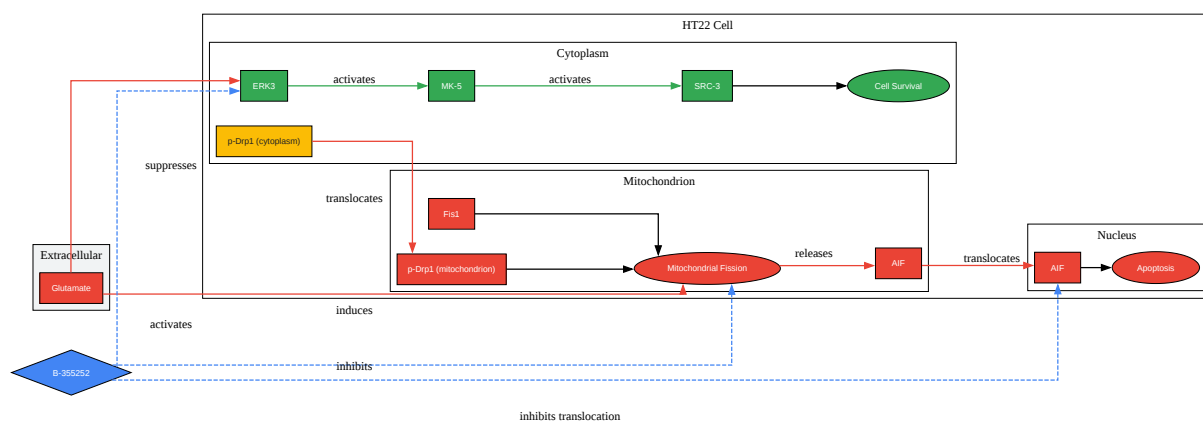 HT22 Cell
Cytoplasm
ERK3
activates
MK-5
activates
SRC-3
Cell Survival
p-Drp1 (cytoplasm)
suppresses
translocates
Mitochondrion
Fis1
p-Drp1 (mitochondrion)
Mitochondrial Fission
releases
AIF
translocates
Nucleus
AIF
Apoptosis
Extracellular
Glutamate
induces
activates
B-355252
inhibits
inhibits translocation